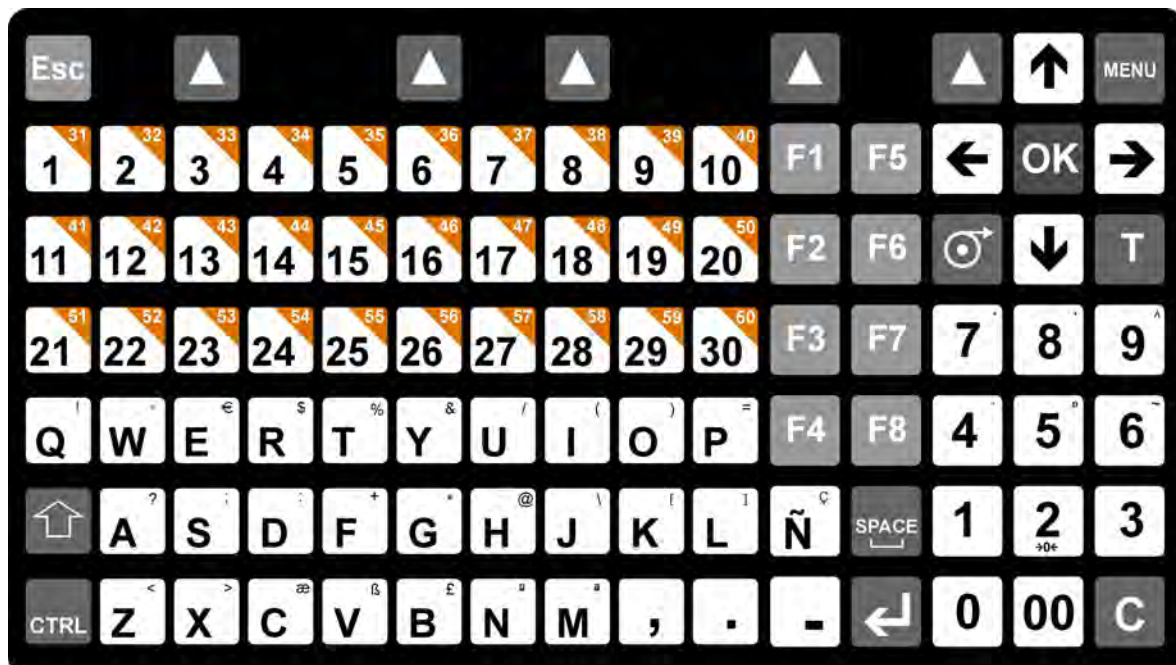 Esc MENU
31 32 33 34 35 36 37 38 39 40
1 2 3 4 5 6 7 8 9 10 F1 F5 OK
41 42 43 44 45 46 47 48 49 50
11 12 13 14 15 16 17 18 19 20 F2 F6 T
51 52 53 54 55 56 57 58 59 60
21 22 23 24 25 26 27 28 29 30 F3 F7 7 8 9
€ $ % & / ( ) =
Q W E R T Y U I O P F4 F8 4 5 6
? ; : + @ \ [ ] Ç
A S D F G H J K L Ñ SPACE 1 2 3
→0←
< > æ ß £ ª
CTRL Z X C V B N M , . - 0 00 C